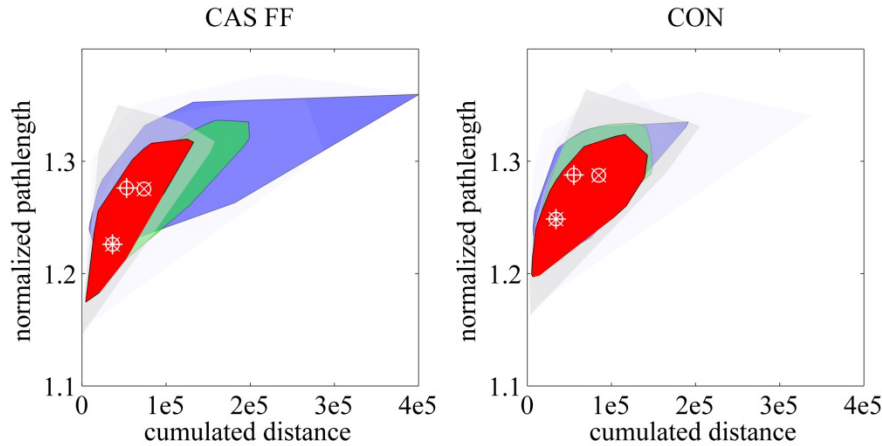 CAS FF
CON
normalized pathlength
1.3
1.2
1.1
0
1e5
2e5
3e5
4e5
cumulated distance
normalized pathlength
1.3
1.2
1.1
0
1e5
2e5
3e5
4e5
cumulated distance